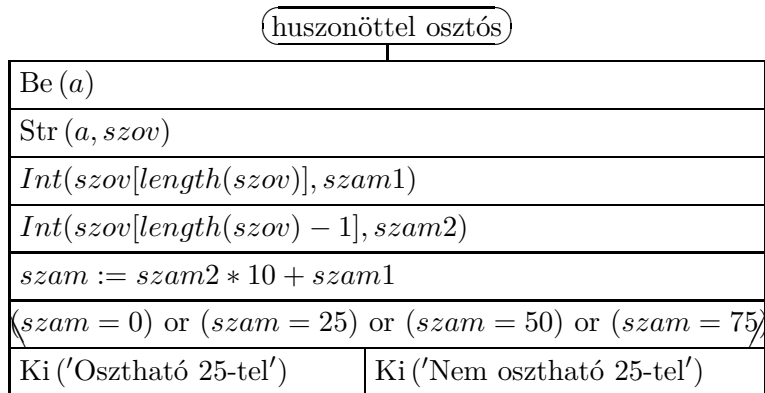 huszonöttel osztós
Be (a)
Str (a, szov)
Int(szov[length(szov)], szam1)
Int(szov[length(szov) − 1], szam2)
szam := szam2 ∗ 10 + szam1
(szam = 0) or (szam = 25) or (szam = 50) or (szam = 75)
Ki (′Osztható 25-tel′) Ki (′Nem osztható 25-tel′)